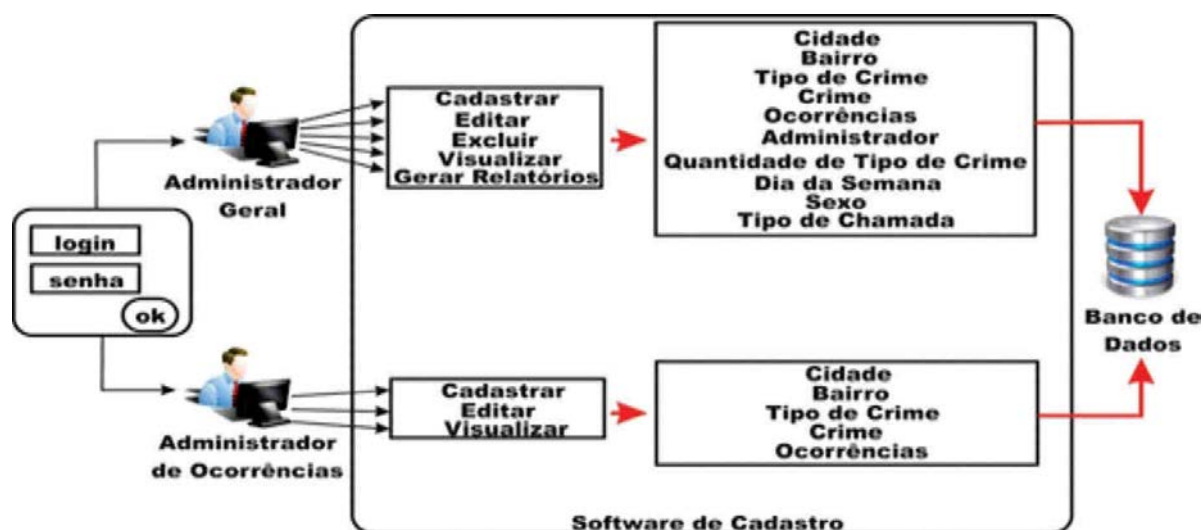 login
senha
ok
Administrador
Geral
Cadastrar
Editar
Excluir
Visualizar
Gerar Relatórios
Cidade
Bairro
Tipo de Crime
Crime
Ocorrências
Administrador
Quantidade de Tipo de Crime
Dia da Semana
Sexo
Tipo de Chamada
Administrador
de Ocorrências
Cadastrar
Editar
Visualizar
Cidade
Bairro
Tipo de Crime
Crime
Ocorrências
Banco de
Dados
Software de Cadastro